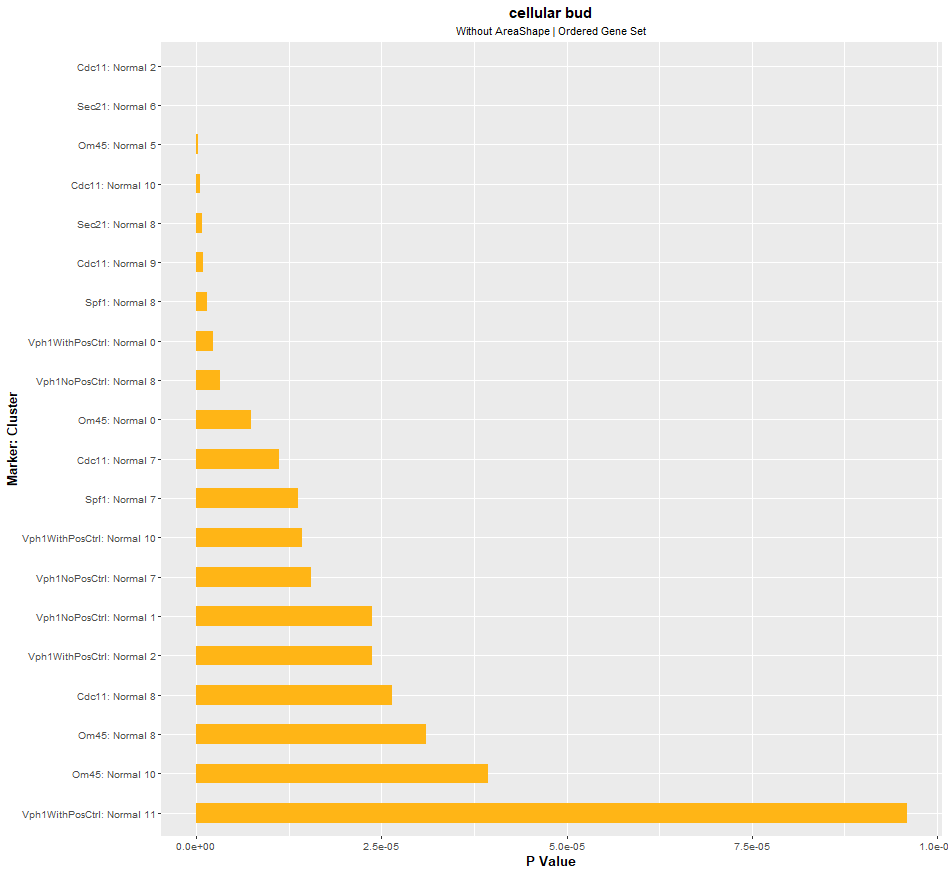 cellular bud
Without AreaShape | Ordered Gene Set
Marker: Cluster
Cdc11: Normal 2
Sec21: Normal 6
Om45: Normal 5
Cdc11: Normal 10
Sec21: Normal 8
Cdc11: Normal 9
Spf1: Normal 8
Vph1WithPosCtrl: Normal 0
Vph1NoPosCtrl: Normal 8
Om45: Normal 0
Cdc11: Normal 7
Spf1: Normal 7
Vph1WithPosCtrl: Normal 10
Vph1NoPosCtrl: Normal 7
Vph1NoPosCtrl: Normal 1
Vph1WithPosCtrl: Normal 2
Cdc11: Normal 8
Om45: Normal 8
Om45: Normal 10
Vph1WithPosCtrl: Normal 11
0.0e+00 2.5e-05 5.0e-05 7.5e-05 1.0e-0
P Value